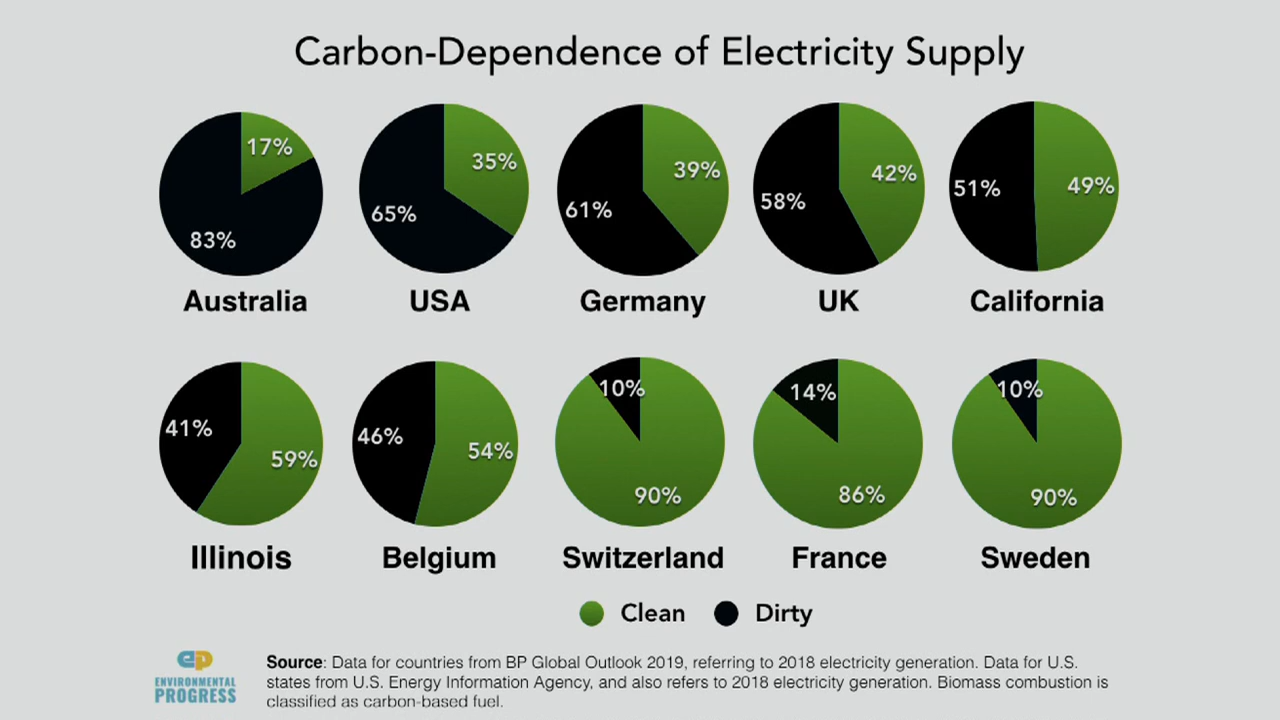 Carbon-Dependence of Electricity Supply
17%
83%
Australia
35%
65%
USA
39%
61%
Germany
42%
58%
UK
51%
49%
California
41%
59%
Illinois
46%
54%
Belgium
10%
90%
Switzerland
14%
86%
France
10%
90%
Sweden
Clean
Dirty
ep
ENVIRONMENTAL
PROGRESS
Source: Data for countries from BP Global Outlook 2019, referring to 2018 electricity generation. Data for U.S.
states from U.S. Energy Information Agency, and also refers to 2018 electricity generation. Biomass combustion is
classified as carbon-based fuel.